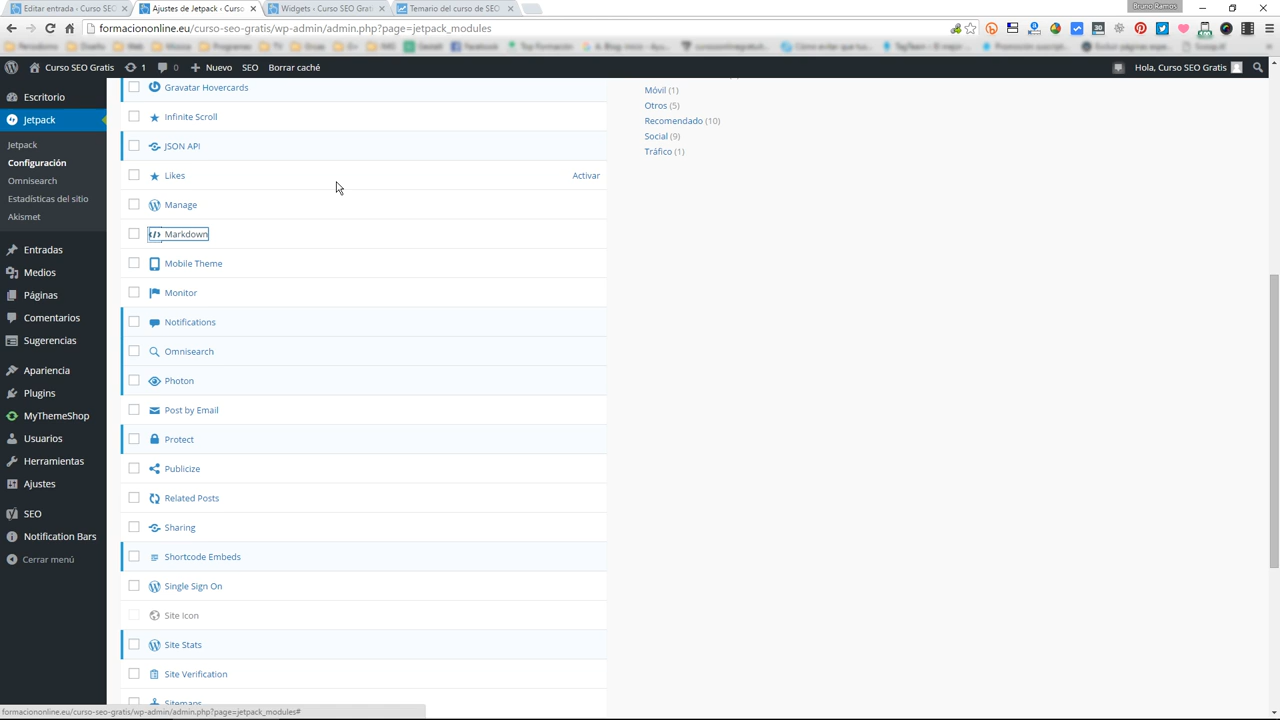 Editar entrada ‹ Curso SEO
Ajustes de Jetpack ‹ Curso
Widgets ‹ Curso SEO Grati
Temario del curso de SEO
Bruno Ramos
formaciononline.eu/curso-seo-gratis/wp-admin/admin.php?page=jetpack_modules
Curso SEO Gratis
1
0
Nuevo
SEO
Borrar caché
Hola, Curso SEO Gratis
Escritorio
Jetpack
Jetpack
Configuración
Omnisearch
Estadísticas del sitio
Akismet
Entradas
Medios
Páginas
Comentarios
Sugerencias
Apariencia
Plugins
MyThemeShop
Usuarios
Herramientas
Ajustes
SEO
Notification Bars
Cerrar menú
Gravatar Hovercards
Infinite Scroll
JSON API
Likes Activar
Manage
Markdown
Mobile Theme
Monitor
Notifications
Omnisearch
Photon
Post by Email
Protect
Publicize
Related Posts
Sharing
Shortcode Embeds
Single Sign On
Site Icon
Site Stats
Site Verification
Sitemaps
Móvil (1)
Otros (5)
Recomendado (10)
Social (9)
Tráfico (1)
formaciononline.eu/curso-seo-gratis/wp-admin/admin.php?page=jetpack_modules#